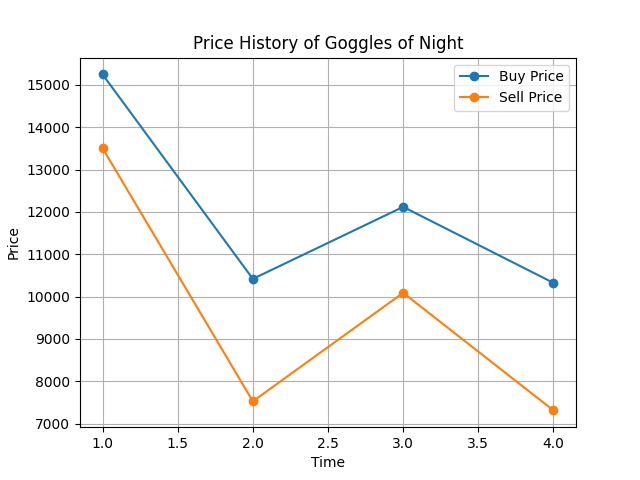 Price History of Goggles of Night
Buy Price
Sell Price
Price
15000
14000
13000
12000
11000
10000
9000
8000
7000
1.0 1.5 2.0 2.5 3.0 3.5 4.0
Time